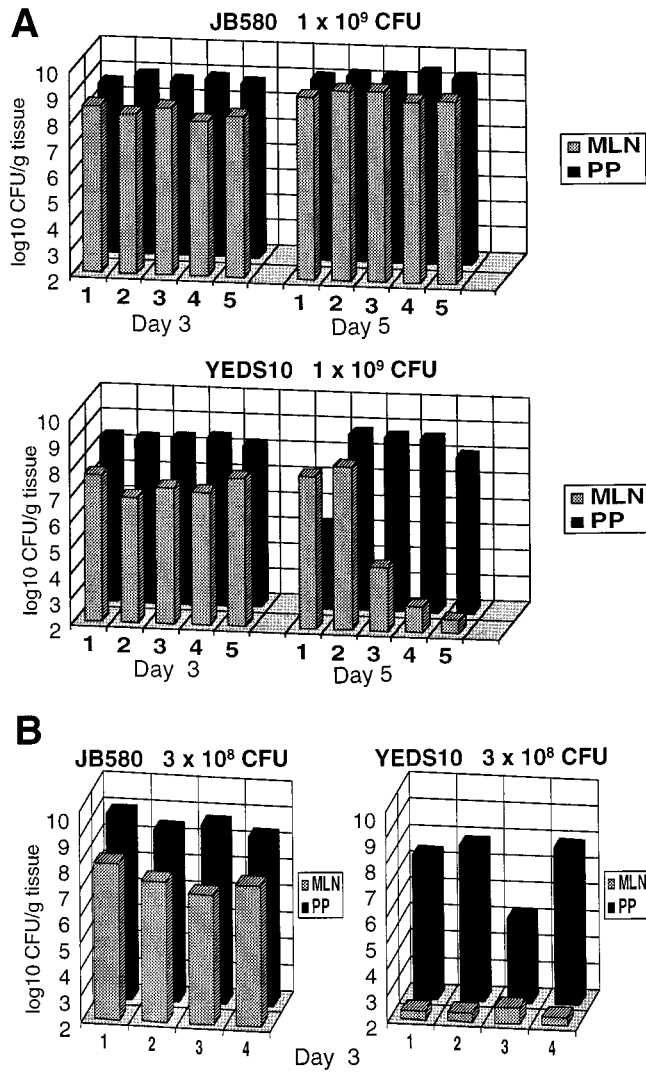 A
JB580 1 x 10⁹ CFU
log10 CFU/g tissue
10
9
8
7
6
5
4
3
2
1 2 3 4 5 1 2 3 4 5
Day 3 Day 5
MLN
PP
YEDS10 1 x 10⁹ CFU
log10 CFU/g tissue
10
9
8
7
6
5
4
3
2
1 2 3 4 5 1 2 3 4 5
Day 3 Day 5
MLN
PP
B
JB580 3 x 10⁸ CFU
log10 CFU/g tissue
10
9
8
7
6
5
4
3
2
1 2 3 4
MLN
PP
YEDS10 3 x 10⁸ CFU
10
9
8
7
6
5
4
3
2
1 2 3 4
MLN
PP
Day 3